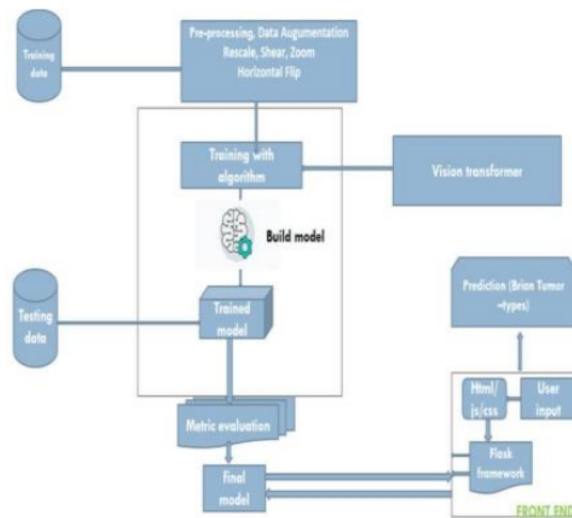 Training
data
Pre-processing, Data Augumentation
Rescale, Shear, Zoom
Horizontal Flip
Training with
algorithm
Vision transformer
Build model
Testing
data
Trained
model
Prediction (Brian Tumor
-types)
Html/
js/css
User
input
Metric evaluation
Flask
framework
final
model
FRONT END